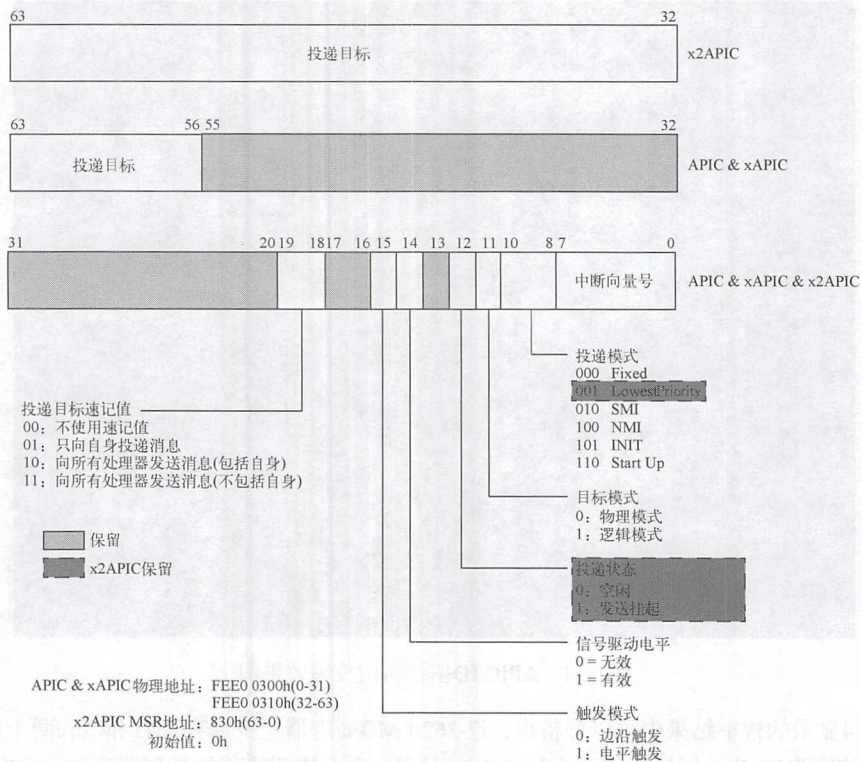 63 32
投递目标 x2APIC
63 56 55 32
投递目标 APIC & xAPIC
31 20 19 18 17 16 15 14 13 12 11 10 8 7 0
中断向量号 APIC & xAPIC & x2APIC
投递模式
000 Fixed
001 LowestPriority
010 SMI
100 NMI
101 INIT
110 Start Up
投递目标速记值
00：不使用速记值
01：只向自身投递消息
10：向所有处理器发送消息(包括自身)
11：向所有处理器发送消息(不包括自身)
目标模式
0：物理模式
1：逻辑模式
保留
x2APIC保留
投递状态
0：空闲
1：发送挂起
信号驱动电平
0 = 无效
1 = 有效
APIC & xAPIC物理地址：FEE0 0300h(0-31)
FEE0 0310h(32-63)
x2APIC MSR地址：830h(63-0)
初始值：0h
触发模式
0：边沿触发
1：电平触发